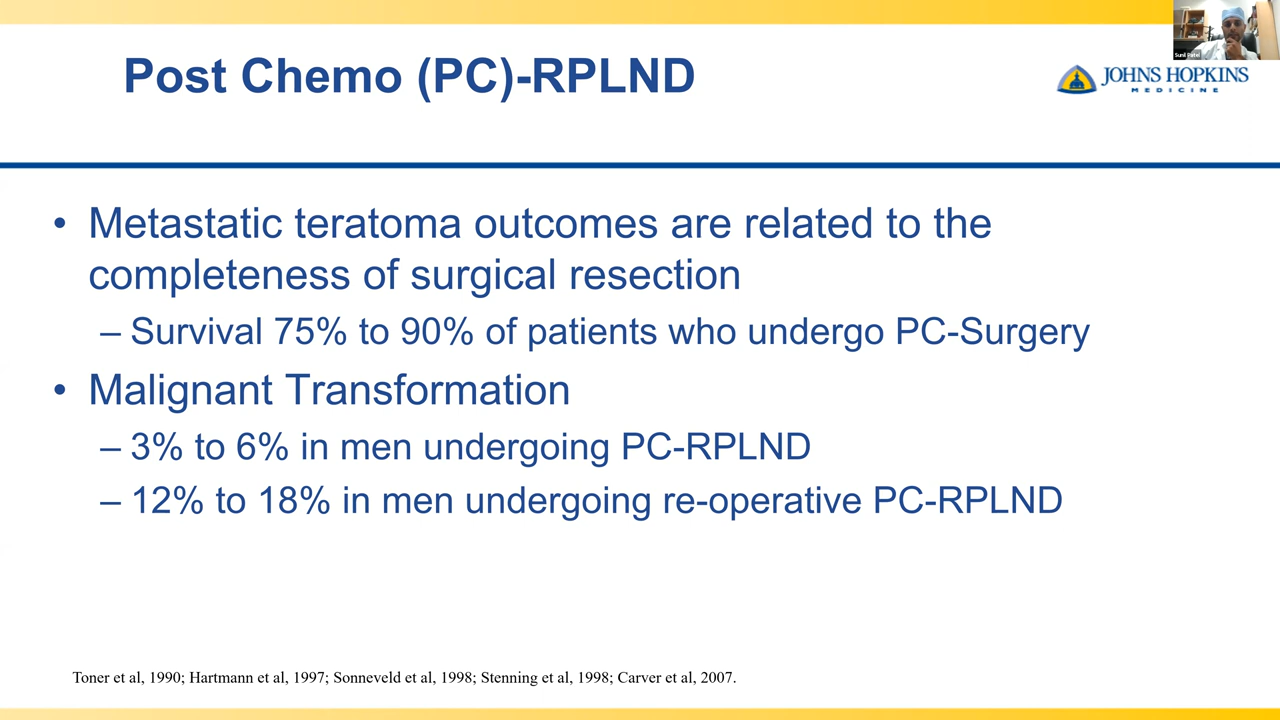 Sunil Patel
Post Chemo (PC)-RPLND
JOHNS HOPKINS
MEDICINE
• Metastatic teratoma outcomes are related to the
completeness of surgical resection
– Survival 75% to 90% of patients who undergo PC-Surgery
• Malignant Transformation
– 3% to 6% in men undergoing PC-RPLND
– 12% to 18% in men undergoing re-operative PC-RPLND
Toner et al, 1990; Hartmann et al, 1997; Sonneveld et al, 1998; Stenning et al, 1998; Carver et al, 2007.